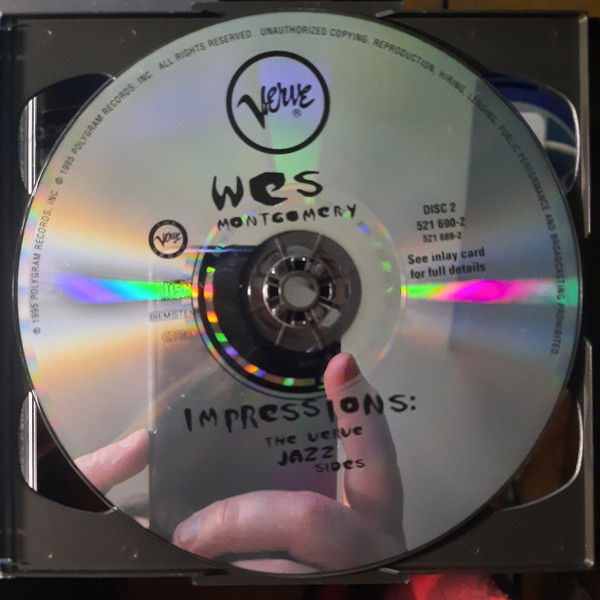 ℗ 1995 POLYGRAM RECORDS, INC. © 1995 POLYGRAM RECORDS, INC. ALL RIGHTS RESERVED. UNAUTHORIZED COPYING, REPRODUCTION, HIRING, LENDING, PUBLIC PERFORMANCE AND BROADCASTING PROHIBITED
Verve®
WES
MONTGOMERY
Verve
DISC 2
521 690-2
521 689-2
See inlay card
for full details
BIEM/STEMRA
IMPRESSIONS:
THE VERVE
JAZZ
SIDES